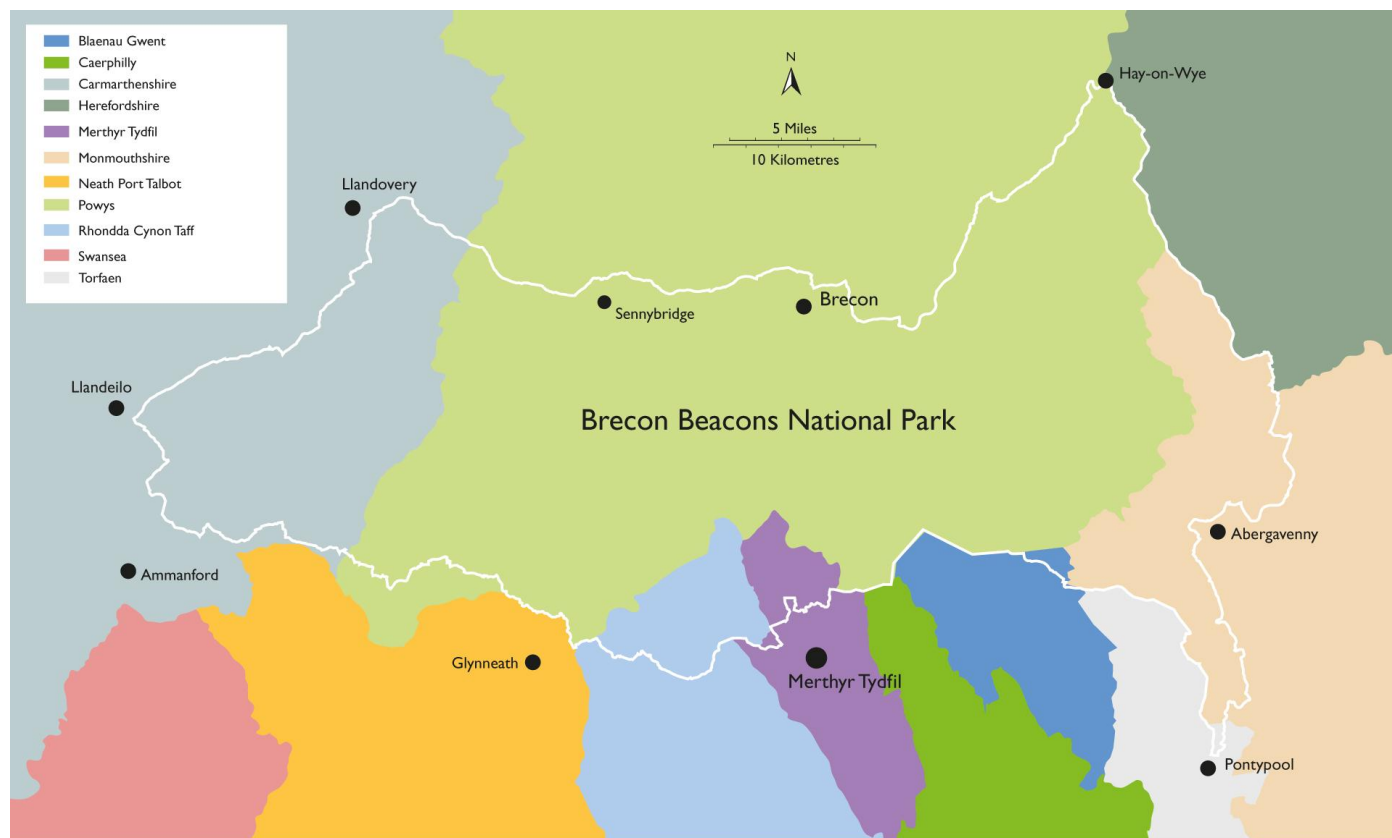 Blaenau Gwent
Caerphilly
Carmarthenshire
Herefordshire
Merthyr Tydfil
Monmouthshire
Neath Port Talbot
Powys
Rhondda Cynon Taff
Swansea
Torfaen
N
5 Miles
10 Kilometres
Hay-on-Wye
Llandovery
Sennybridge
Brecon
Llandeilo
Brecon Beacons National Park
Abergavenny
Ammanford
Glynneath
Merthyr Tydfil
Pontypool